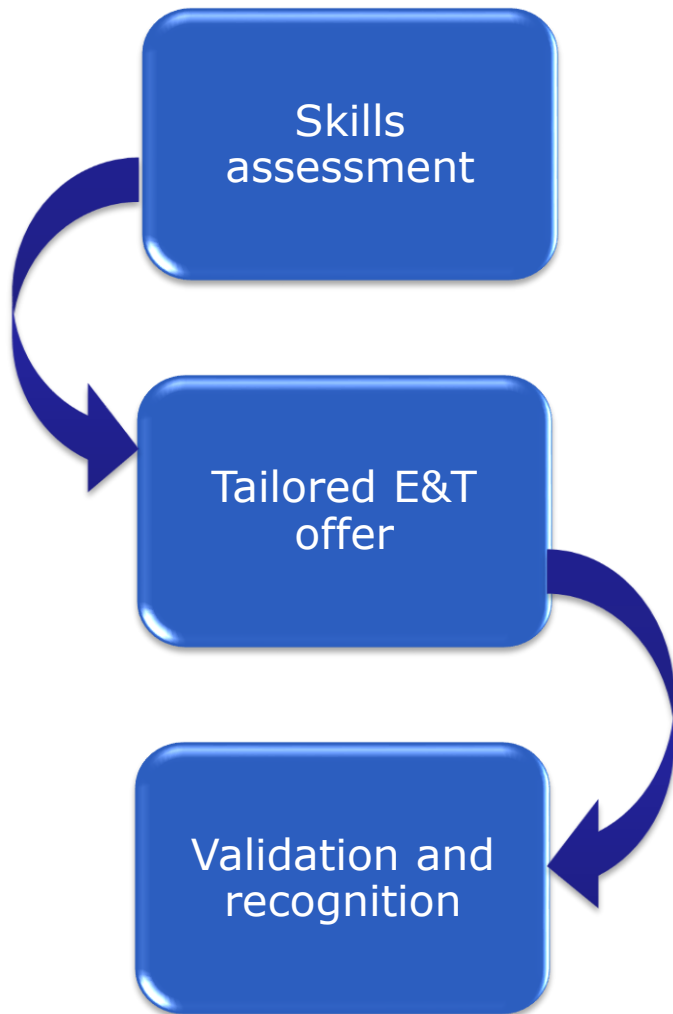 Skills
assessment
Tailored E&T
offer
Validation and
recognition